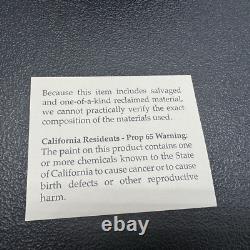 Because this item includes salvaged
and one-of-a-kind reclaimed material,
we cannot practically verify the exact
composition of the materials used.
California Residents - Prop 65 Warning:
The paint on this product contains one
or more chemicals known to the State
of California to cause cancer or to cause
birth defects or other reproductive
harm.